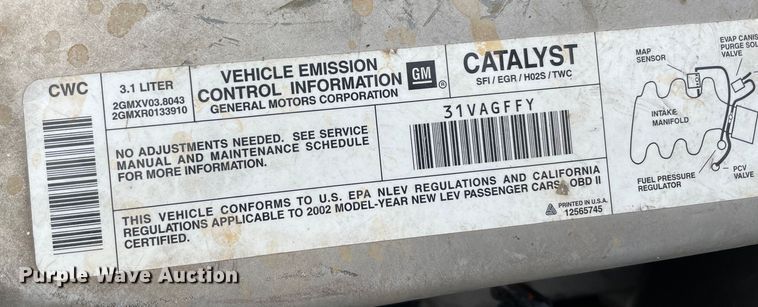 CWC
3.1 LITER
2GMXV03.8043
2GMXR0133910
VEHICLE EMISSION
CONTROL INFORMATION
GENERAL MOTORS CORPORATION
GM ®
CATALYST
SFI / EGR / HO2S / TWC
NO ADJUSTMENTS NEEDED. SEE SERVICE
MANUAL AND MAINTENANCE SCHEDULE
FOR MORE INFORMATION.
31VAGFFY
THIS VEHICLE CONFORMS TO U.S. EPA NLEV REGULATIONS AND CALIFORNIA
REGULATIONS APPLICABLE TO 2002 MODEL-YEAR NEW LEV PASSENGER CARS. OBD II
CERTIFIED.
PRINTED IN U.S.A.
12565745
MAP
SENSOR
EVAP CANIS
PURGE SOL
VALVE
INTAKE
MANIFOLD
FUEL PRESSURE
REGULATOR
PCV
VALVE
Purple Wave Auction